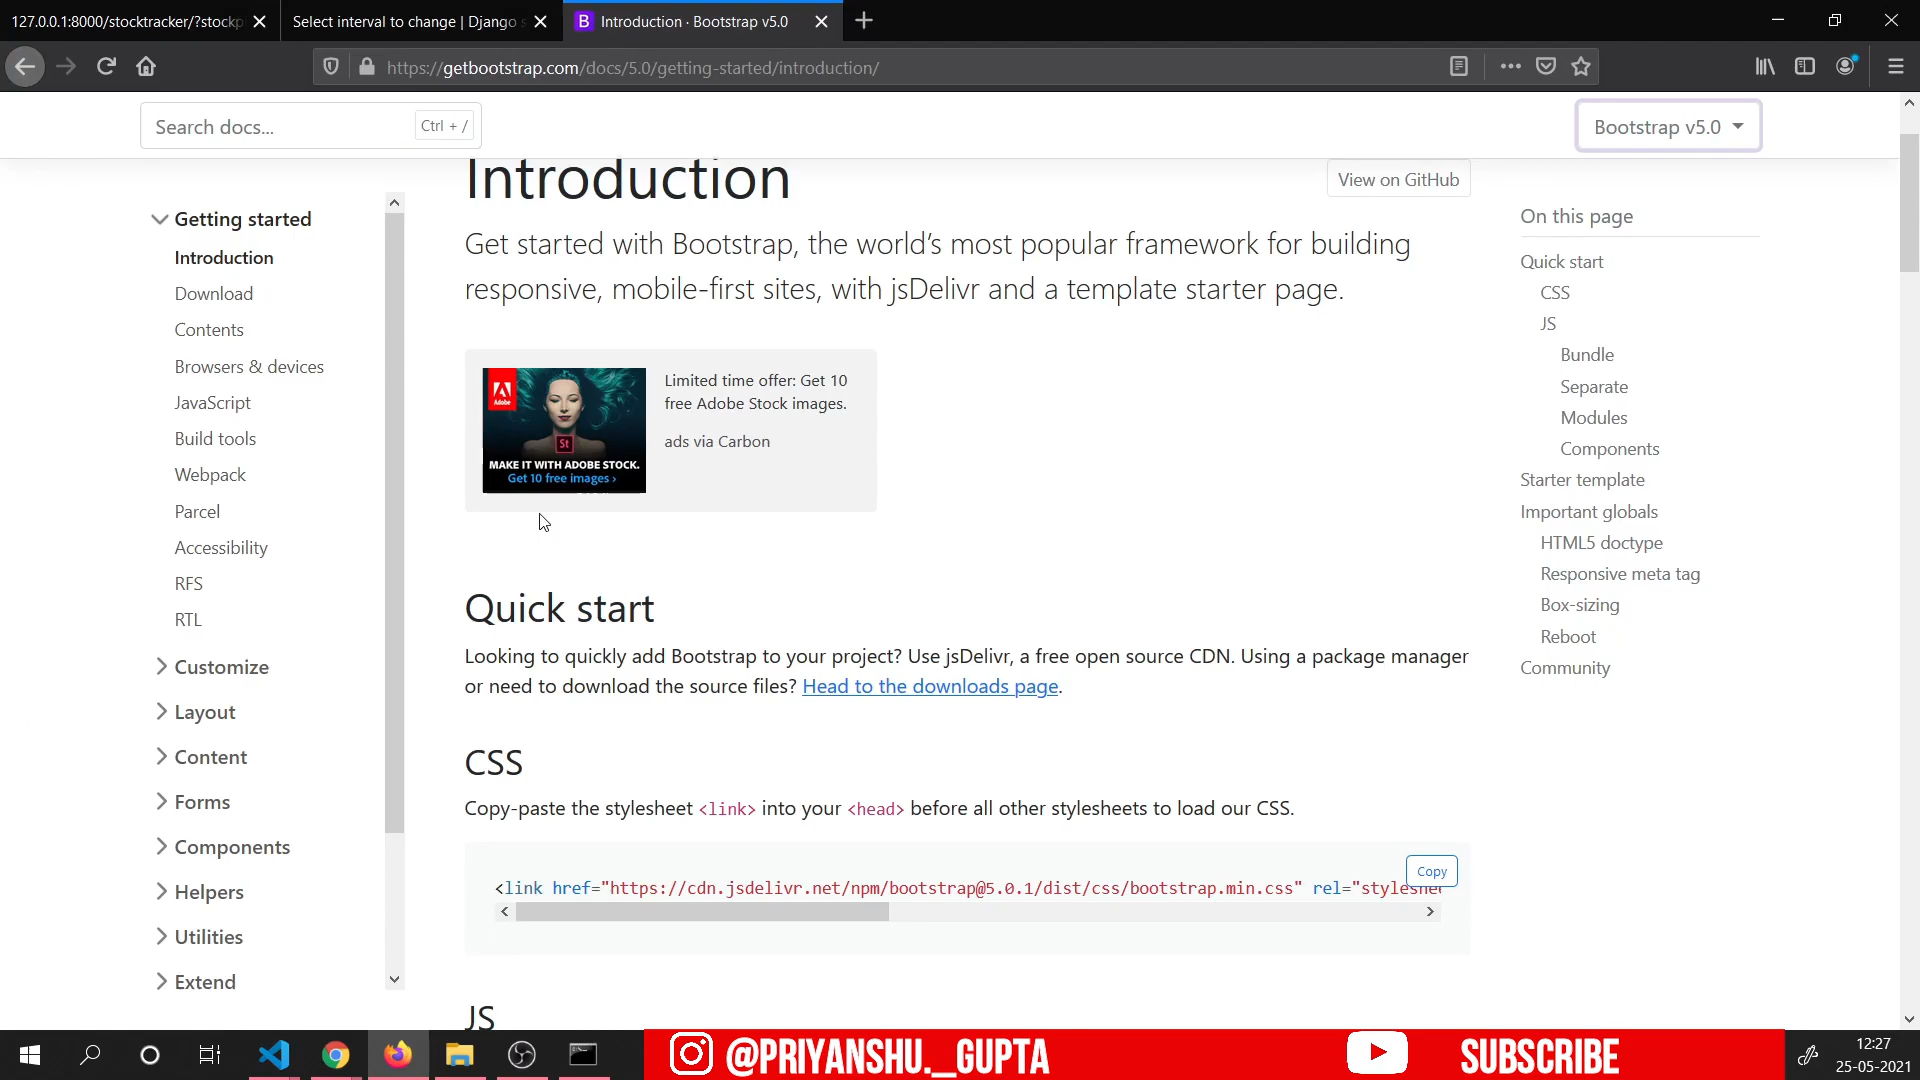 127.0.0.1:8000/stocktracker/?stockp
Select interval to change | Django s
Introduction · Bootstrap v5.0
https://getbootstrap.com/docs/5.0/getting-started/introduction/
Search docs...
Ctrl + /
Bootstrap v5.0
Getting started
Introduction
Download
Contents
Browsers & devices
JavaScript
Build tools
Webpack
Parcel
Accessibility
RFS
RTL
Customize
Layout
Content
Forms
Components
Helpers
Utilities
Extend
Introduction
View on GitHub
Get started with Bootstrap, the world's most popular framework for building
responsive, mobile-first sites, with jsDelivr and a template starter page.
Adobe
St
MAKE IT WITH ADOBE STOCK.
Get 10 free images ›
Limited time offer: Get 10
free Adobe Stock images.
ads via Carbon
Quick start
Looking to quickly add Bootstrap to your project? Use jsDelivr, a free open source CDN. Using a package manager
or need to download the source files? Head to the downloads page.
CSS
Copy-paste the stylesheet <link> into your <head> before all other stylesheets to load our CSS.
Copy
<link href="https://cdn.jsdelivr.net/npm/bootstrap@5.0.1/dist/css/bootstrap.min.css" rel="styleshe
JS
On this page
Quick start
CSS
JS
Bundle
Separate
Modules
Components
Starter template
Important globals
HTML5 doctype
Responsive meta tag
Box-sizing
Reboot
Community
@PRIYANSHU._GUPTA
SUBSCRIBE
12:27
25-05-2021